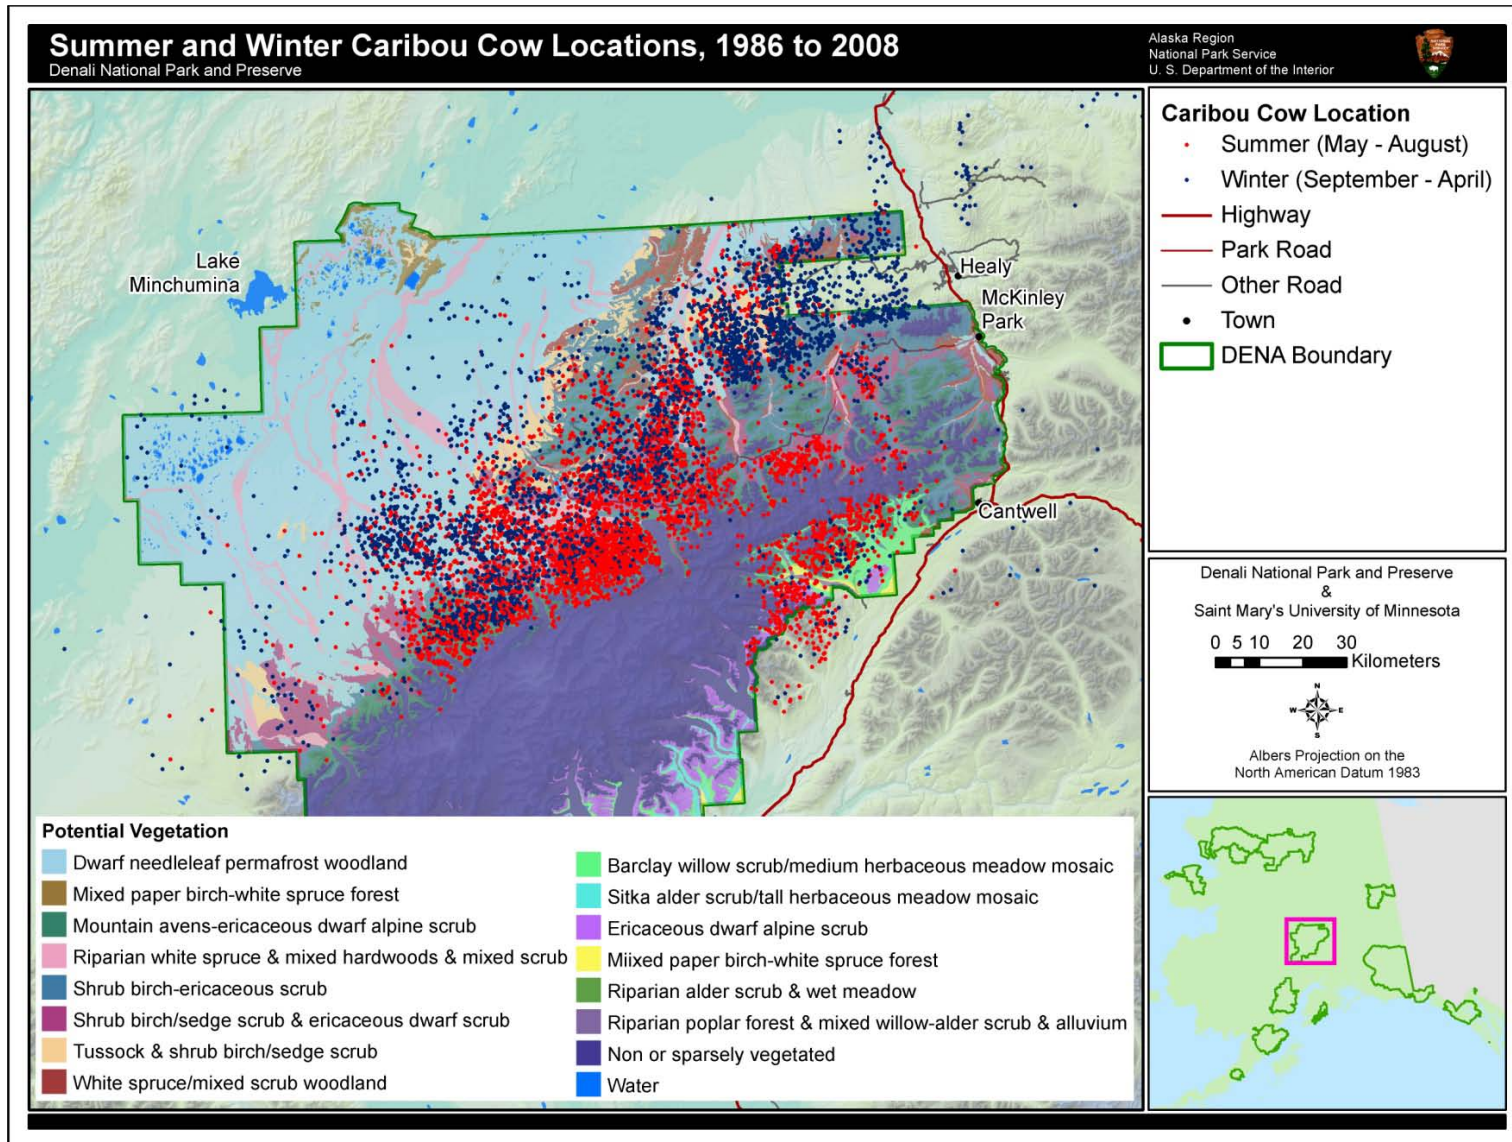 Summer and Winter Caribou Cow Locations, 1986 to 2008
Denali National Park and Preserve
Alaska Region
National Park Service
U. S. Department of the Interior
Lake
Minchumina
Healy
McKinley
Park
Cantwell
Caribou Cow Location
Summer (May - August)
Winter (September - April)
Highway
Park Road
Other Road
Town
DENA Boundary
Denali National Park and Preserve
&
Saint Mary's University of Minnesota
0 5 10 20 30
Kilometers
N
W E
S
Albers Projection on the
North American Datum 1983
Potential Vegetation
Dwarf needleleaf permafrost woodland
Mixed paper birch-white spruce forest
Mountain avens-ericaceous dwarf alpine scrub
Riparian white spruce & mixed hardwoods & mixed scrub
Shrub birch-ericaceous scrub
Shrub birch/sedge scrub & ericaceous dwarf scrub
Tussock & shrub birch/sedge scrub
White spruce/mixed scrub woodland
Barclay willow scrub/medium herbaceous meadow mosaic
Sitka alder scrub/tall herbaceous meadow mosaic
Ericaceous dwarf alpine scrub
Miixed paper birch-white spruce forest
Riparian alder scrub & wet meadow
Riparian poplar forest & mixed willow-alder scrub & alluvium
Non or sparsely vegetated
Water